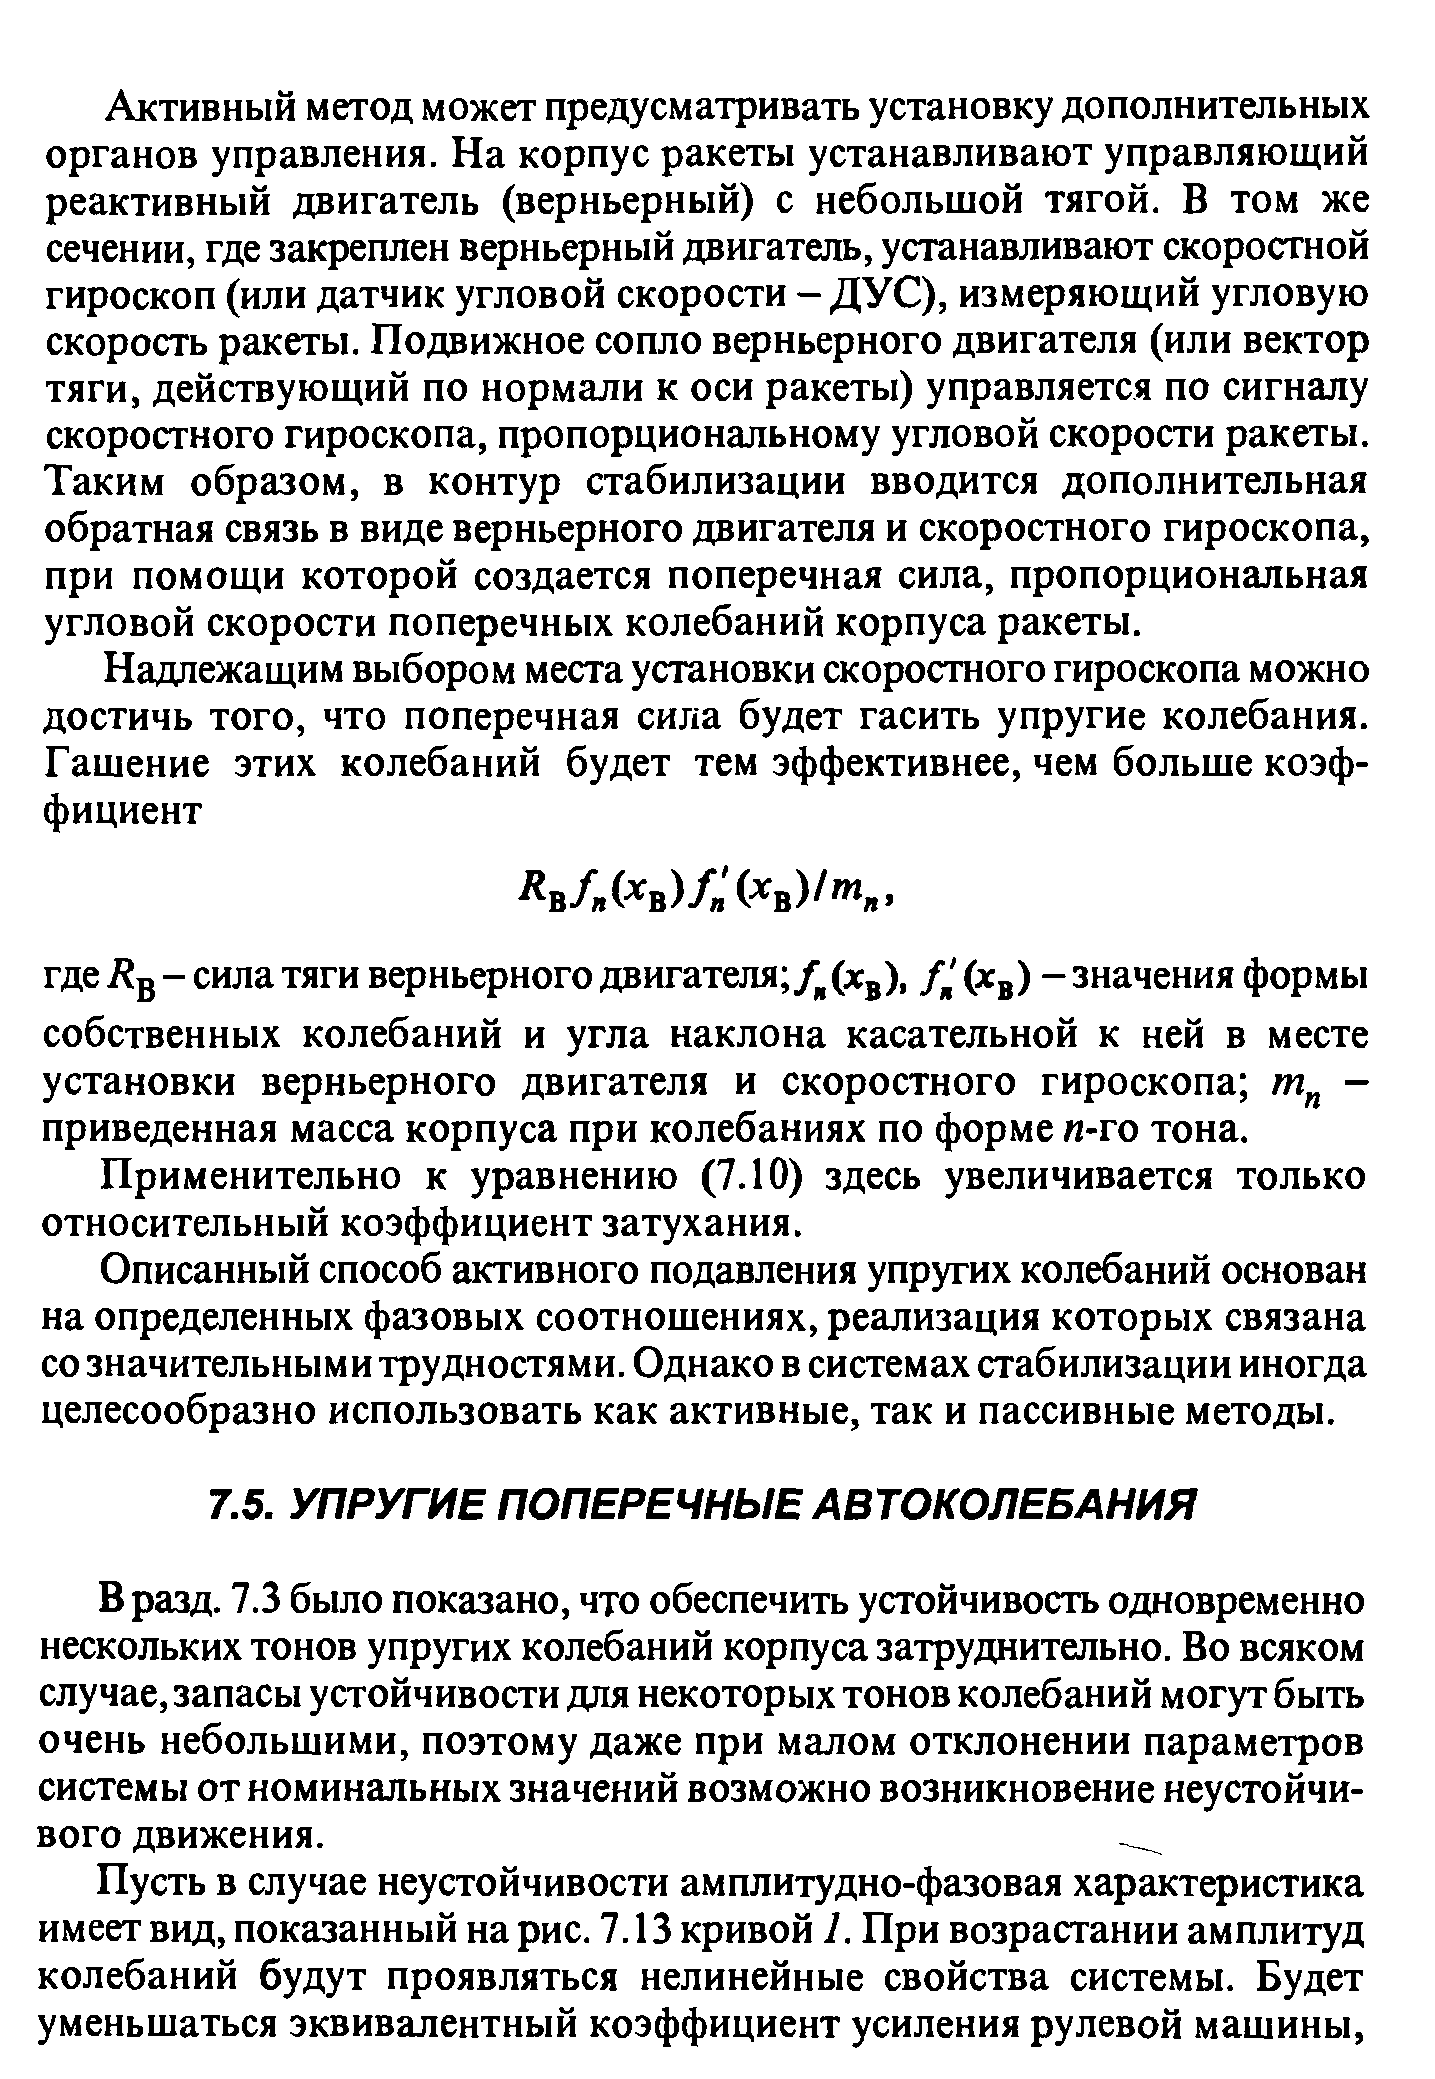 Активный метод может предусматривать установку дополнительных
органов управления. На корпус ракеты устанавливают управляющий
реактивный двигатель (верньерный) с небольшой тягой. В том же
сечении, где закреплен верньерный двигатель, устанавливают скоростной
гироскоп (или датчик угловой скорости – ДУС), измеряющий угловую
скорость ракеты. Подвижное сопло верньерного двигателя (или вектор
тяги, действующий по нормали к оси ракеты) управляется по сигналу
скоростного гироскопа, пропорциональному угловой скорости ракеты.
Таким образом, в контур стабилизации вводится дополнительная
обратная связь в виде верньерного двигателя и скоростного гироскопа,
при помощи которой создается поперечная сила, пропорциональная
угловой скорости поперечных колебаний корпуса ракеты.
Надлежащим выбором места установки скоростного гироскопа можно
достичь того, что поперечная сила будет гасить упругие колебания.
Гашение этих колебаний будет тем эффективнее, чем больше коэф-
фициент
R_В f_n(x_В) f'_n(x_В)/m_n,
где R_В – сила тяги верньерного двигателя; f_n(x_В), f'_n(x_В) – значения формы
собственных колебаний и угла наклона касательной к ней в месте
установки верньерного двигателя и скоростного гироскопа; m_n –
приведенная масса корпуса при колебаниях по форме n-го тона.
Применительно к уравнению (7.10) здесь увеличивается только
относительный коэффициент затухания.
Описанный способ активного подавления упругих колебаний основан
на определенных фазовых соотношениях, реализация которых связана
со значительными трудностями. Однако в системах стабилизации иногда
целесообразно использовать как активные, так и пассивные методы.
7.5. УПРУГИЕ ПОПЕРЕЧНЫЕ АВТОКОЛЕБАНИЯ
В разд. 7.3 было показано, что обеспечить устойчивость одновременно
нескольких тонов упругих колебаний корпуса затруднительно. Во всяком
случае, запасы устойчивости для некоторых тонов колебаний могут быть
очень небольшими, поэтому даже при малом отклонении параметров
системы от номинальных значений возможно возникновение неустойчи-
вого движения.
Пусть в случае неустойчивости амплитудно-фазовая характеристика
имеет вид, показанный на рис. 7.13 кривой 1. При возрастании амплитуд
колебаний будут проявляться нелинейные свойства системы. Будет
уменьшаться эквивалентный коэффициент усиления рулевой машины,